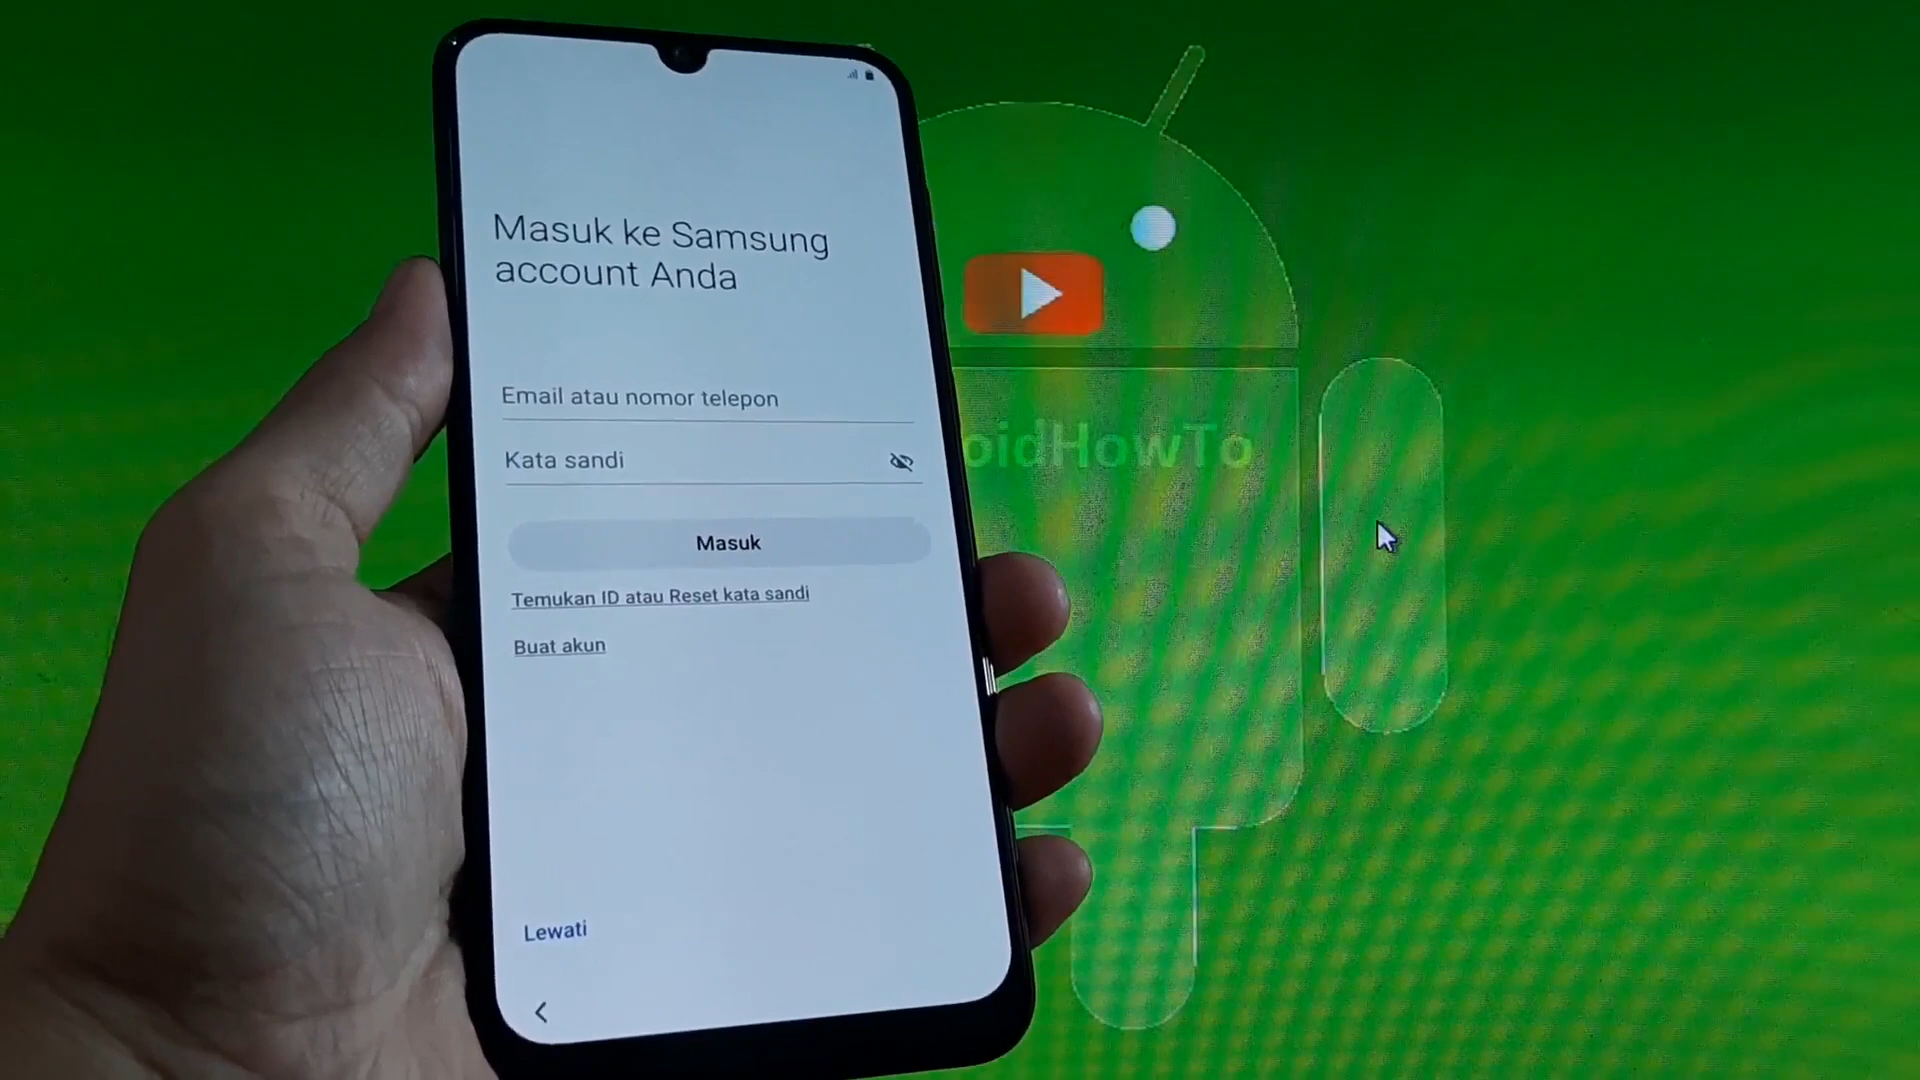 Masuk ke Samsung
account Anda
Email atau nomor telepon
Kata sandi
Masuk
Temukan ID atau Reset kata sandi
Buat akun
Lewati
oidHowTo